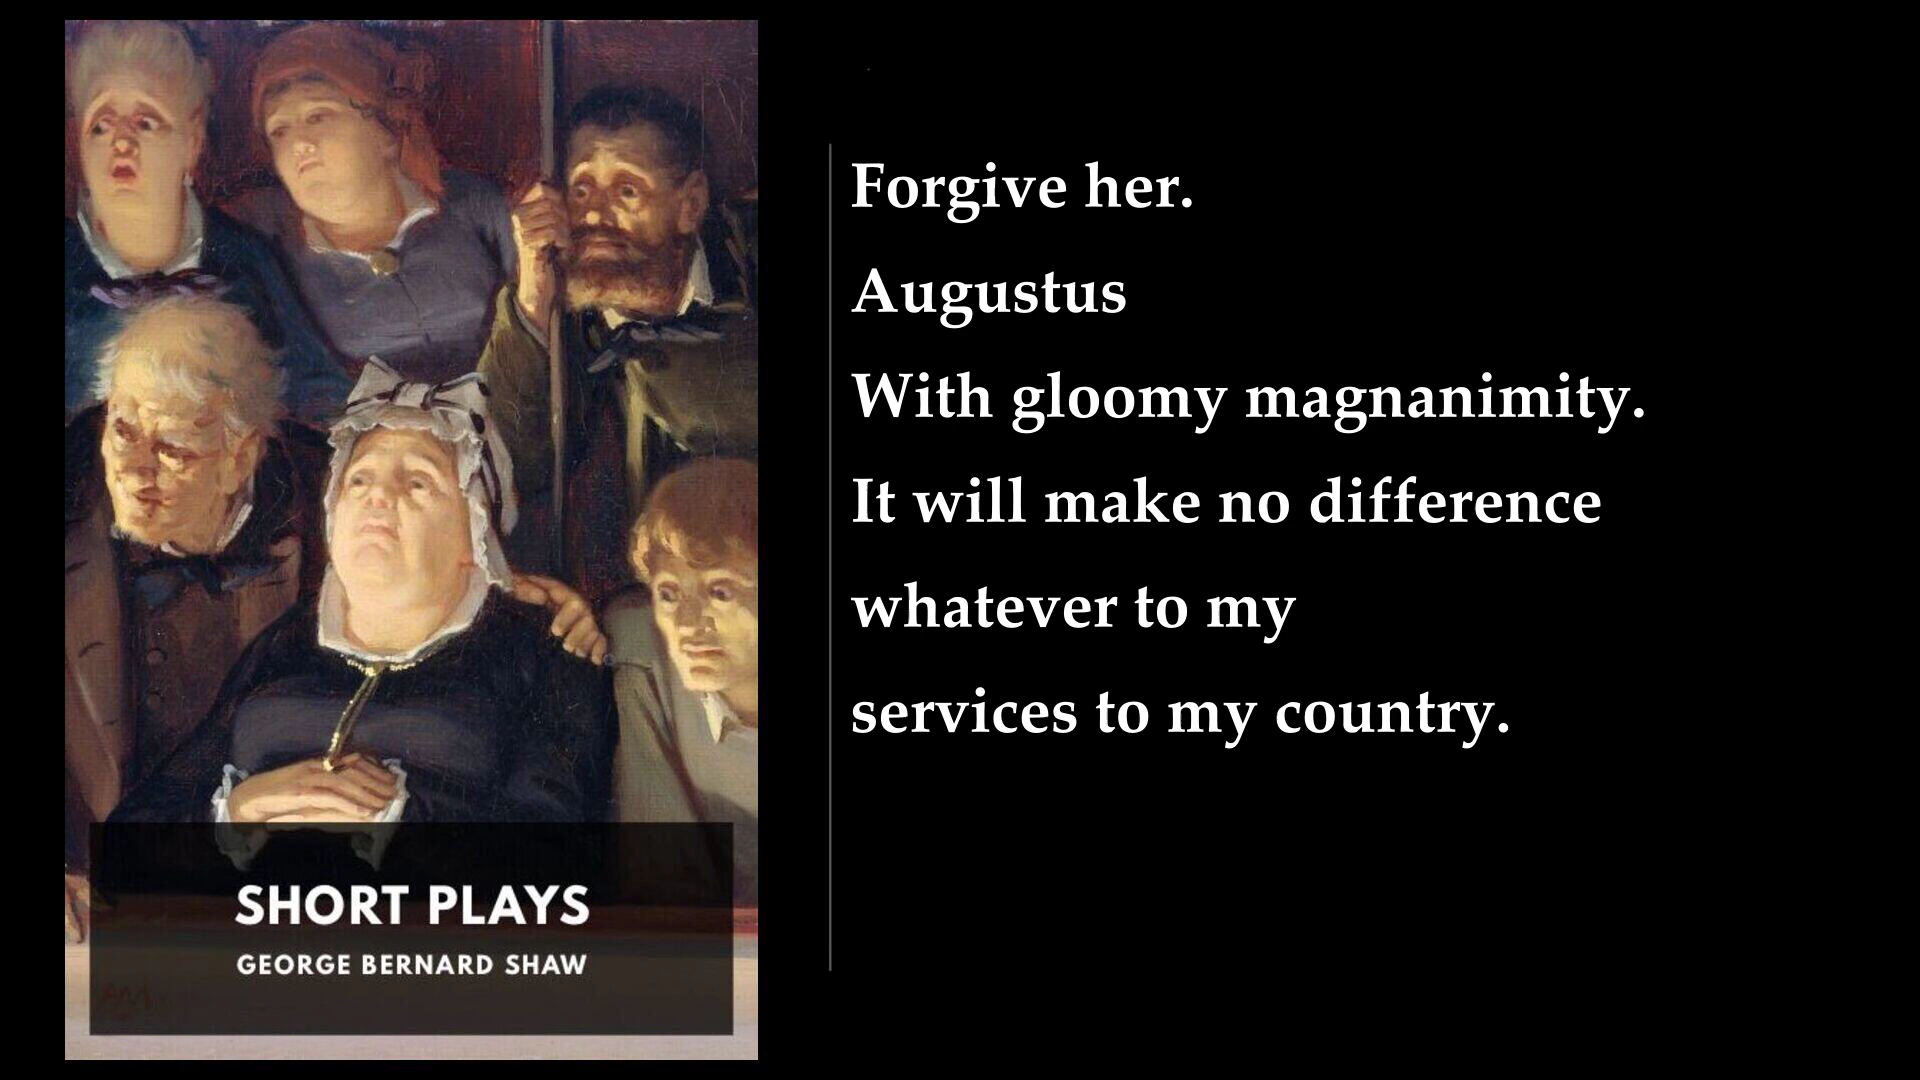 Forgive her.
Augustus
With gloomy magnanimity.
It will make no difference
whatever to my
services to my country.
SHORT PLAYS
GEORGE BERNARD SHAW